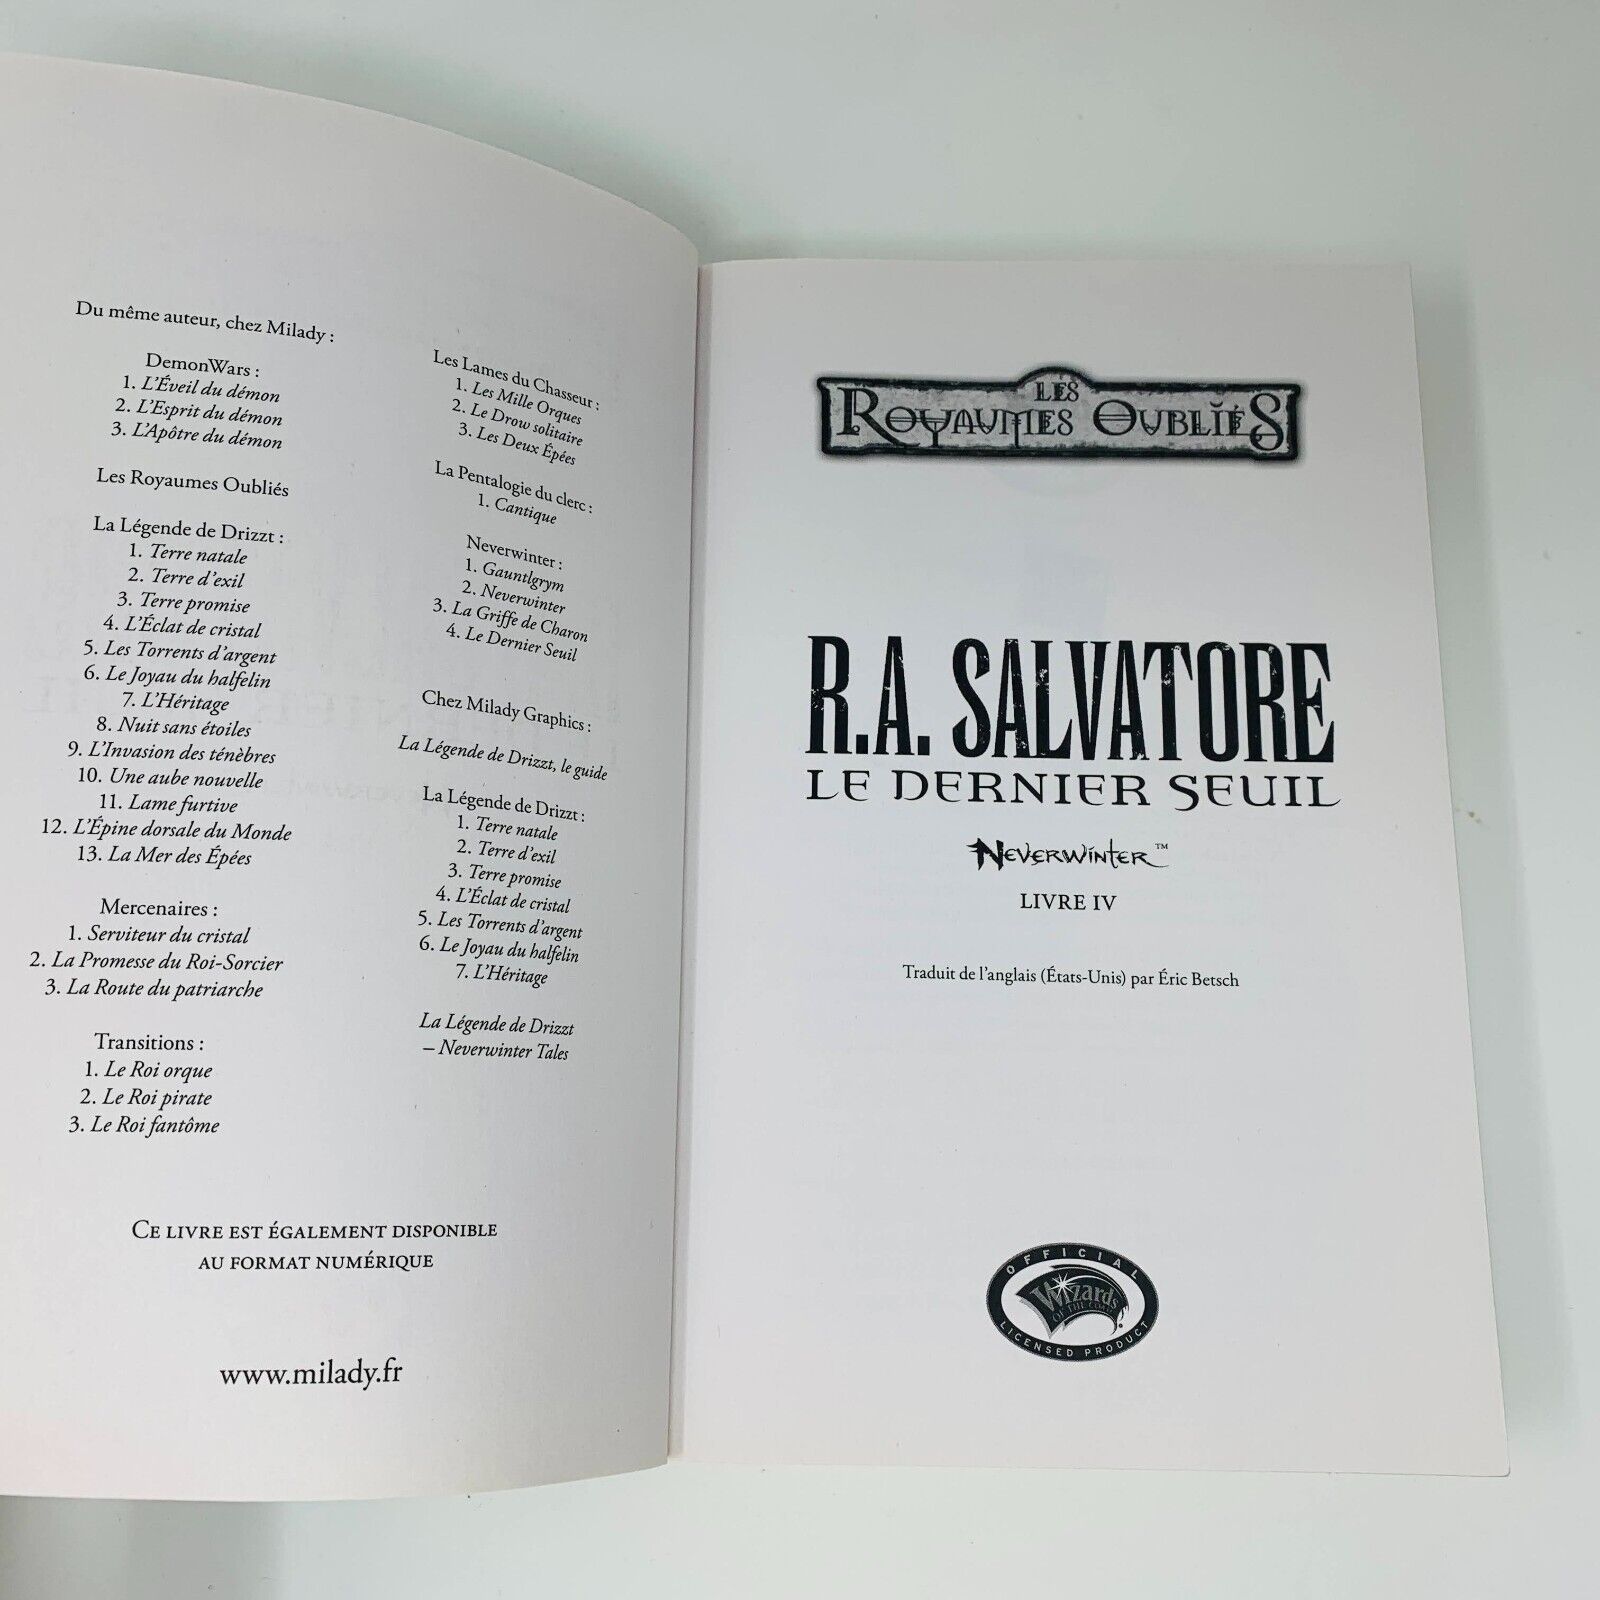 Du même auteur, chez Milady :
DemonWars :
1. L'Éveil du démon
2. L'Esprit du démon
3. L'Apôtre du démon
Les Royaumes Oubliés
La Légende de Drizzt :
1. Terre natale
2. Terre d'exil
3. Terre promise
4. L'Éclat de cristal
5. Les Torrents d'argent
6. Le Joyau du halfelin
7. L'Héritage
8. Nuit sans étoiles
9. L'Invasion des ténèbres
10. Une aube nouvelle
11. Lame furtive
12. L'Épine dorsale du Monde
13. La Mer des Épées
Mercenaires :
1. Serviteur du cristal
2. La Promesse du Roi-Sorcier
3. La Route du patriarche
Transitions :
1. Le Roi orque
2. Le Roi pirate
3. Le Roi fantôme
Les Lames du Chasseur :
1. Les Mille Orques
2. Le Drow solitaire
3. Les Deux Épées
La Pentalogie du clerc :
1. Cantique
Neverwinter :
1. Gauntlgrym
2. Neverwinter
3. La Griffe de Charon
4. Le Dernier Seuil
Chez Milady Graphics :
La Légende de Drizzt, le guide
La Légende de Drizzt :
1. Terre natale
2. Terre d'exil
3. Terre promise
4. L'Éclat de cristal
5. Les Torrents d'argent
6. Le Joyau du halfelin
7. L'Héritage
La Légende de Drizzt
– Neverwinter Tales
CE LIVRE EST ÉGALEMENT DISPONIBLE
AU FORMAT NUMÉRIQUE
www.milady.fr
LES
ROYAUMES OUBLIÉS
R.A. SALVATORE
LE DERNIER SEUIL
NEVERWINTER™
LIVRE IV
Traduit de l'anglais (États-Unis) par Éric Betsch
OFFICIAL
Wizards
OF THE COAST
LICENSED PRODUCT